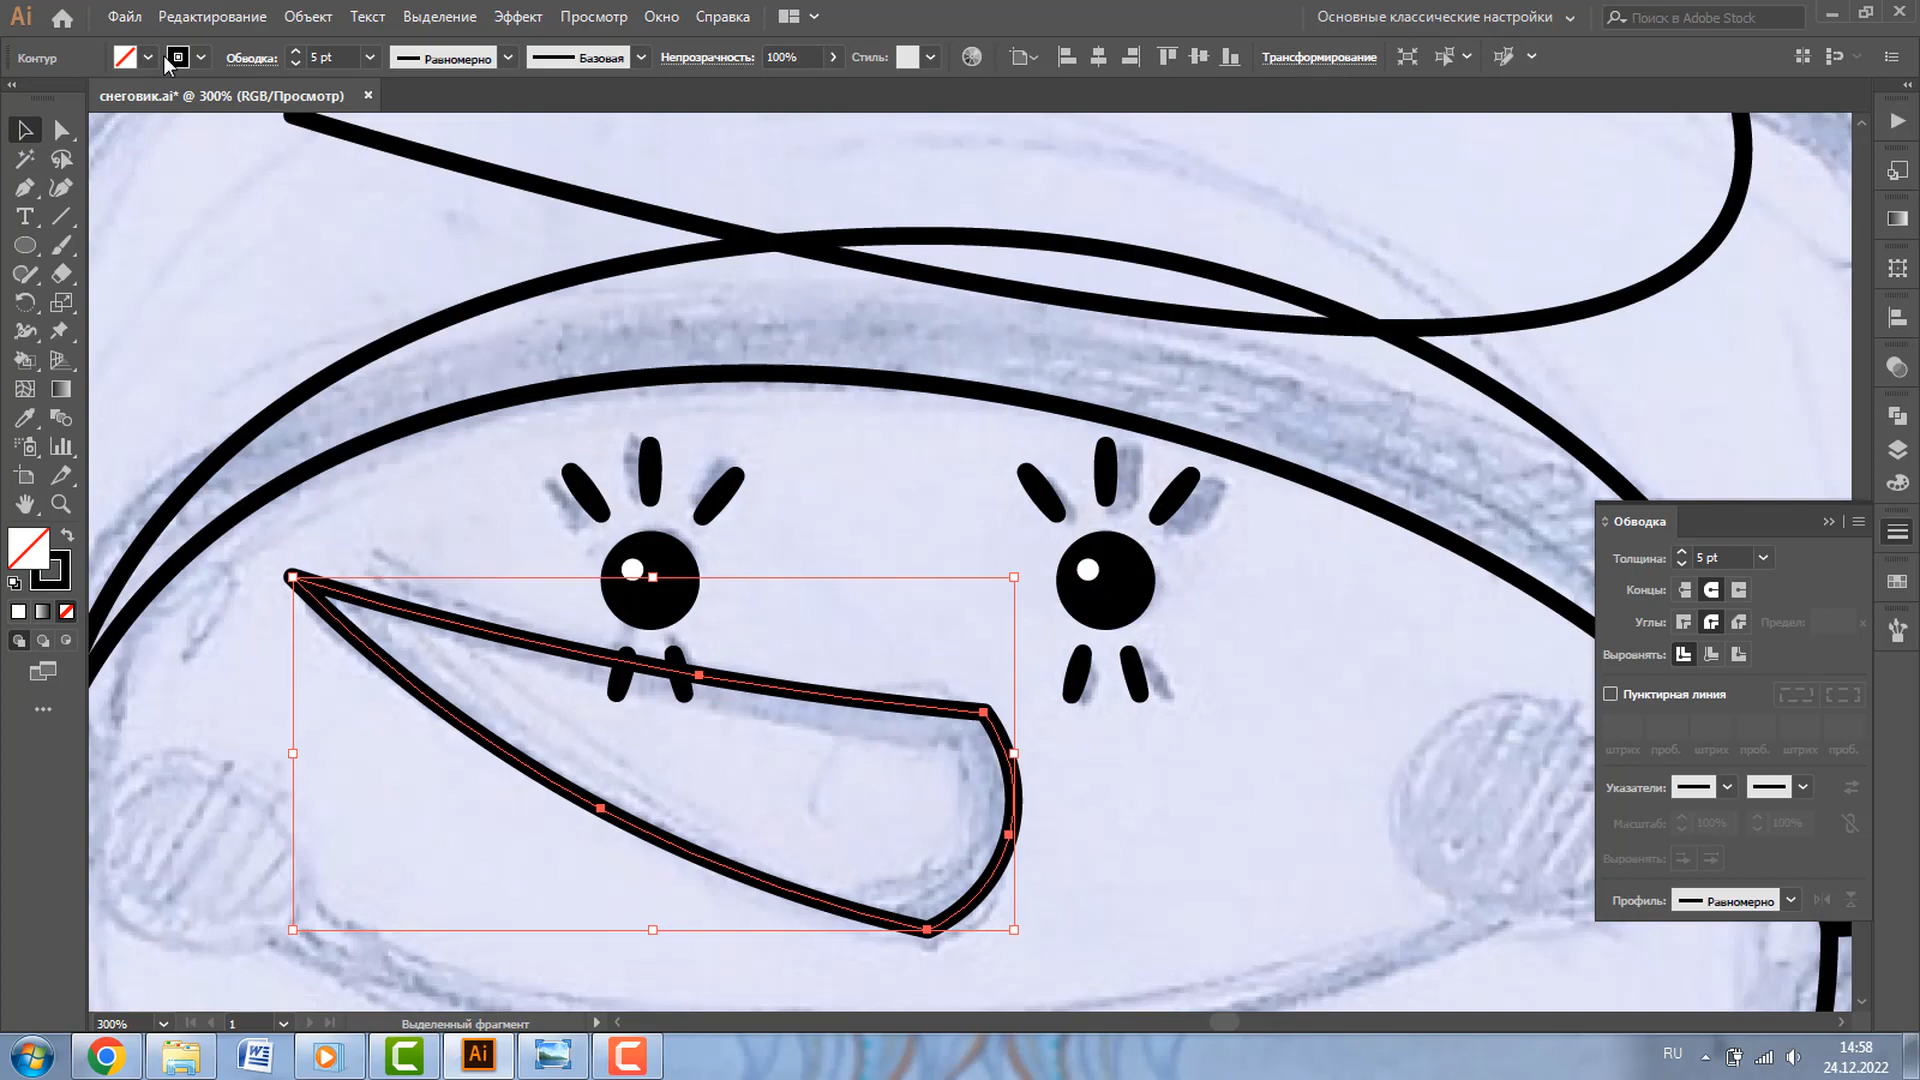 Ai Файл Редактирование Объект Текст Выделение Эффект Просмотр Окно Справка Основные классические настройки Поиск в Adobe Stock
Контур Обводка: 5 pt Равномерно Базовая Непрозрачность: 100% Стиль: Трансформирование
снеговик.ai* @ 300% (RGB/Просмотр)
Обводка
Толщина: 5 pt
Концы:
Углы: Предел: x
Выровнять:
Пунктирная линия
штрих проб. штрих проб. штрих проб.
Указатели:
Масштаб: 100% 100%
Выровнять:
Профиль: Равномерно
300% 1 Выделенный фрагмент
Ai RU 14:58
24.12.2022